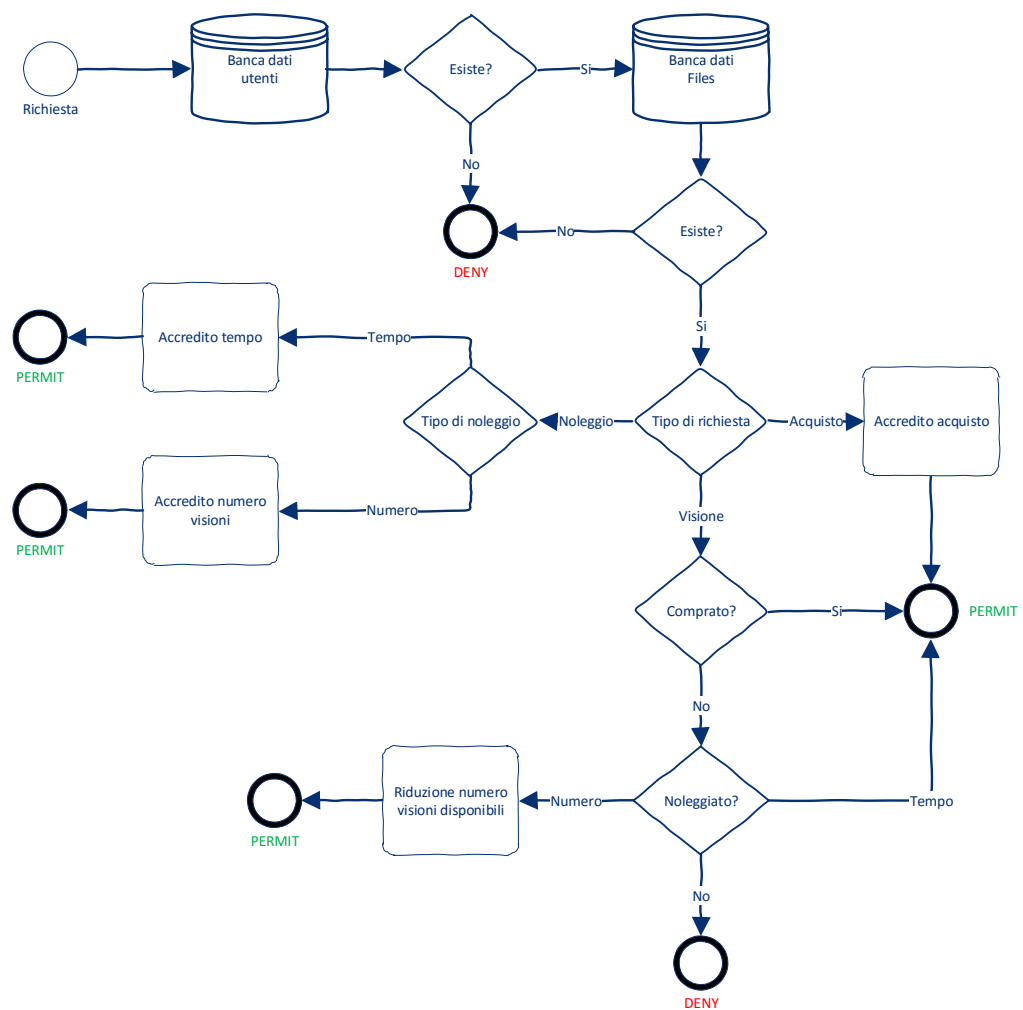 Banca dati
utenti
Esiste?
Si
Banca dati
Files
Richiesta
No
Esiste?
No
DENY
Si
Tempo
Accredito tempo
PERMIT
Tipo di noleggio
Noleggio
Tipo di richiesta
Acquisto
Accredito acquisto
Accredito numero
visioni
Numero
PERMIT
Visione
Comprato?
Si
PERMIT
No
Riduzione numero
visioni disponibili
Numero
Noleggiato?
Tempo
PERMIT
No
DENY